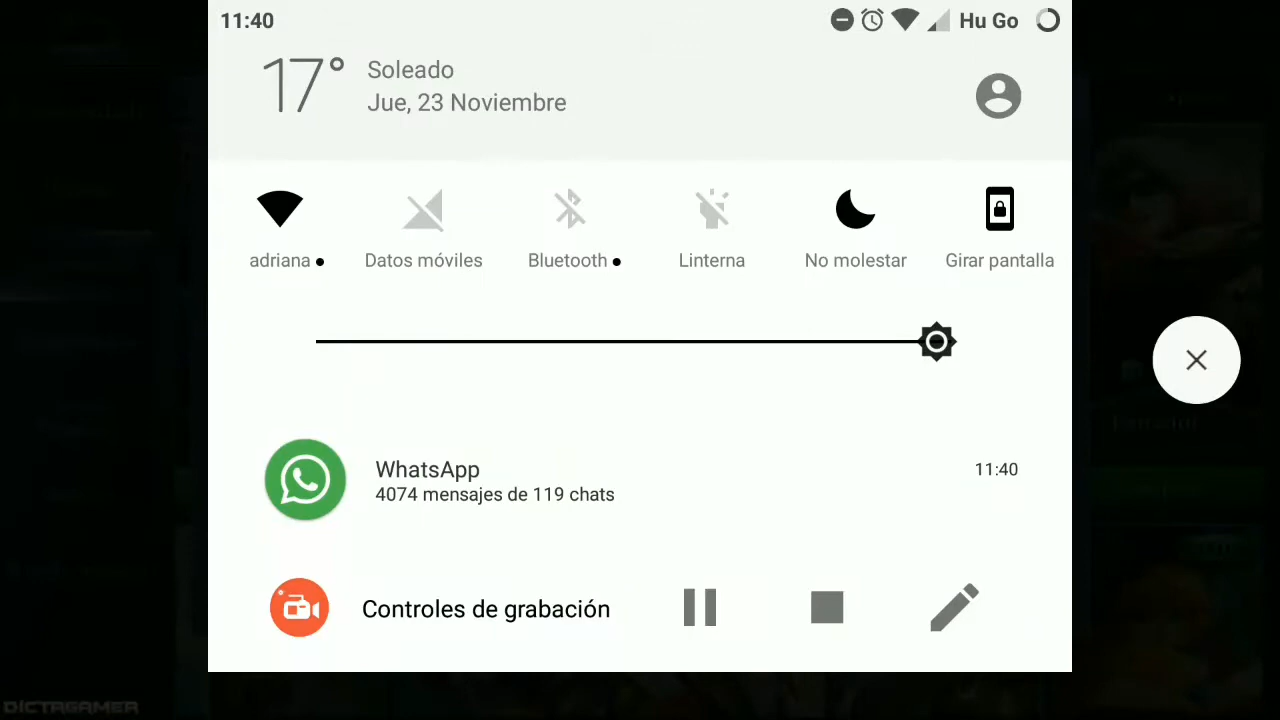 11:40
Hu Go
17°
Soleado
Jue, 23 Noviembre
adriana
Datos móviles
Bluetooth
Linterna
No molestar
Girar pantalla
WhatsApp
11:40
4074 mensajes de 119 chats
Controles de grabación
DICTAGAMER